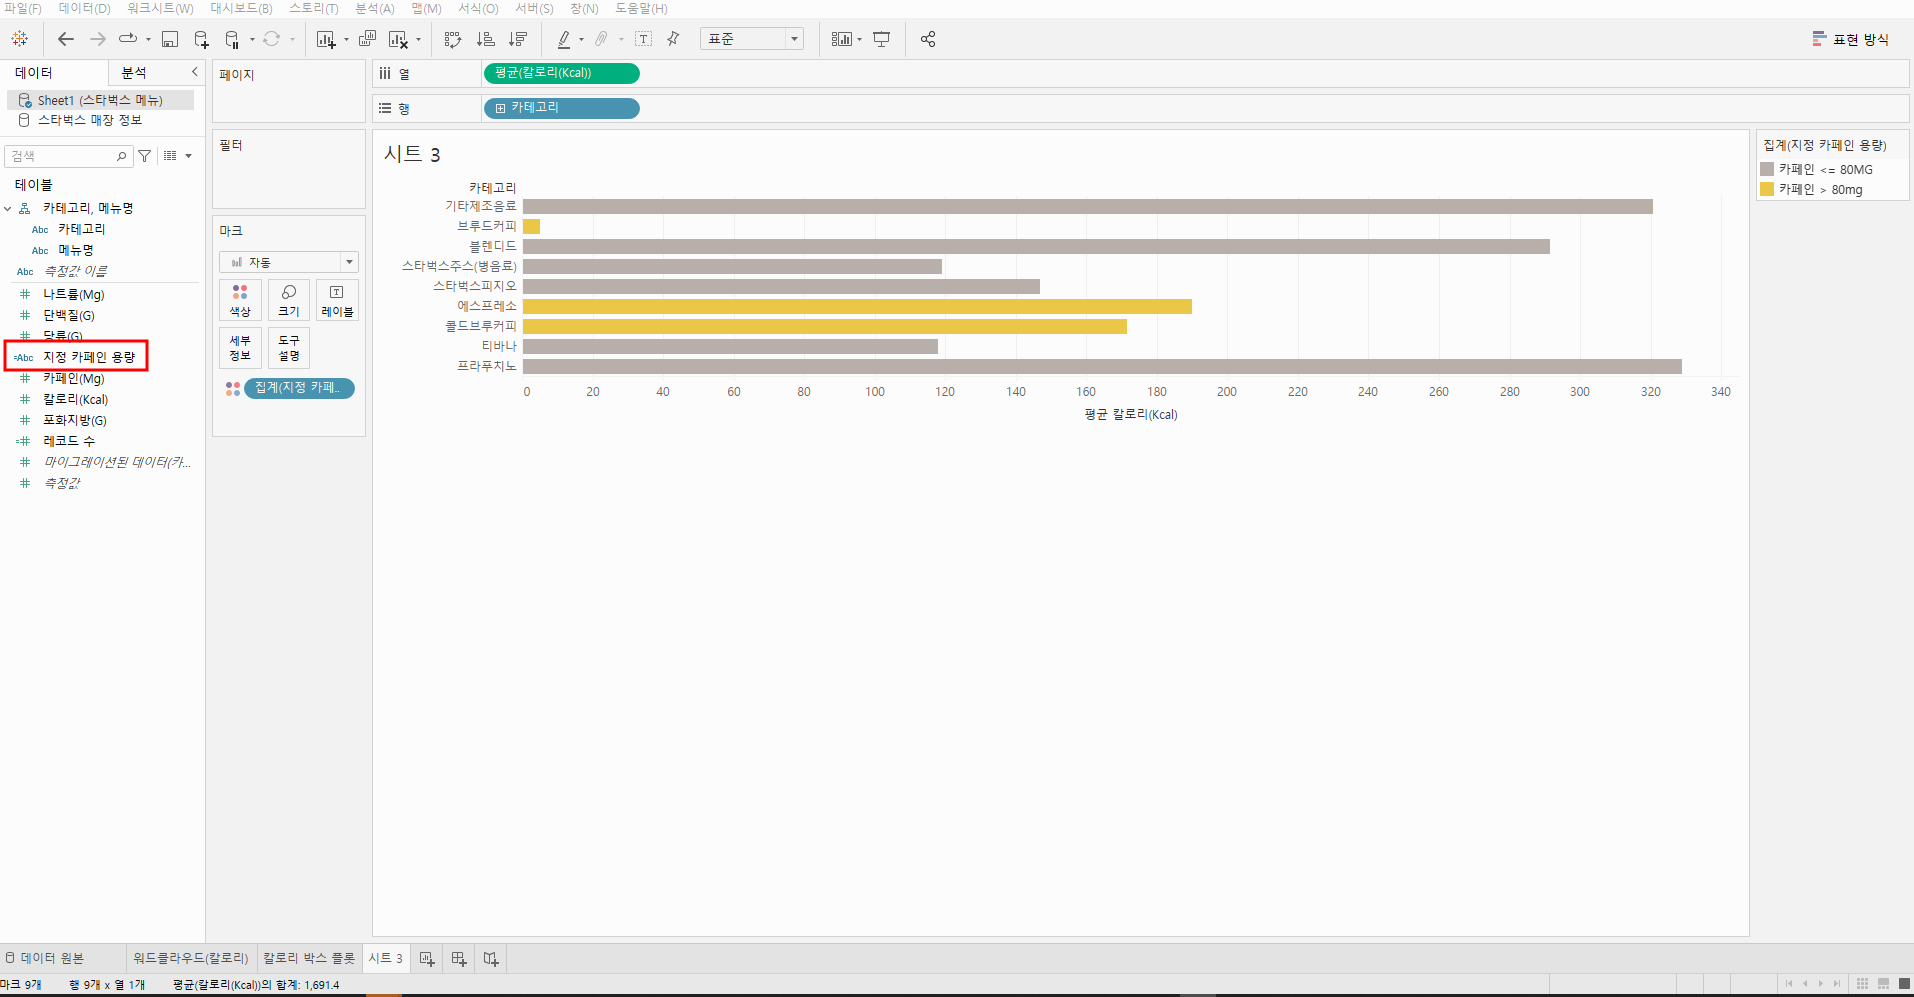 파일(F) 데이터(D) 워크시트(W) 대시보드(B) 스토리(T) 분석(A) 맵(M) 서식(O) 서버(S) 창(N) 도움말(H)
표준
표현 방식
데이터 분석
Sheet1 (스타벅스 메뉴)
스타벅스 매장 정보
검색
테이블
카테고리, 메뉴명
Abc 카테고리
Abc 메뉴명
Abc 측정값 이름
나트륨(Mg)
단백질(G)
당류(G)
=Abc 지정 카페인 용량
카페인(Mg)
칼로리(Kcal)
포화지방(G)
레코드 수
마이그레이션된 데이터(카...
측정값
페이지
필터
마크
자동
색상 크기 레이블
세부 정보
도구 설명
집계(지정 카페..
열 평균(칼로리(Kcal))
행 카테고리
시트 3
카테고리
기타제조음료
브루드커피
블렌디드
스타벅스주스(병음료)
스타벅스피지오
에스프레소
콜드브루커피
티바나
프라푸치노
0 20 40 60 80 100 120 140 160 180 200 220 240 260 280 300 320 340
평균 칼로리(Kcal)
집계(지정 카페인 용량)
카페인 <= 80MG
카페인 > 80mg
데이터 원본 워드클라우드(칼로리) 칼로리 박스 플롯 시트 3
마크 9개 행 9개 x 열 1개 평균(칼로리(Kcal))의 합계: 1,691.4